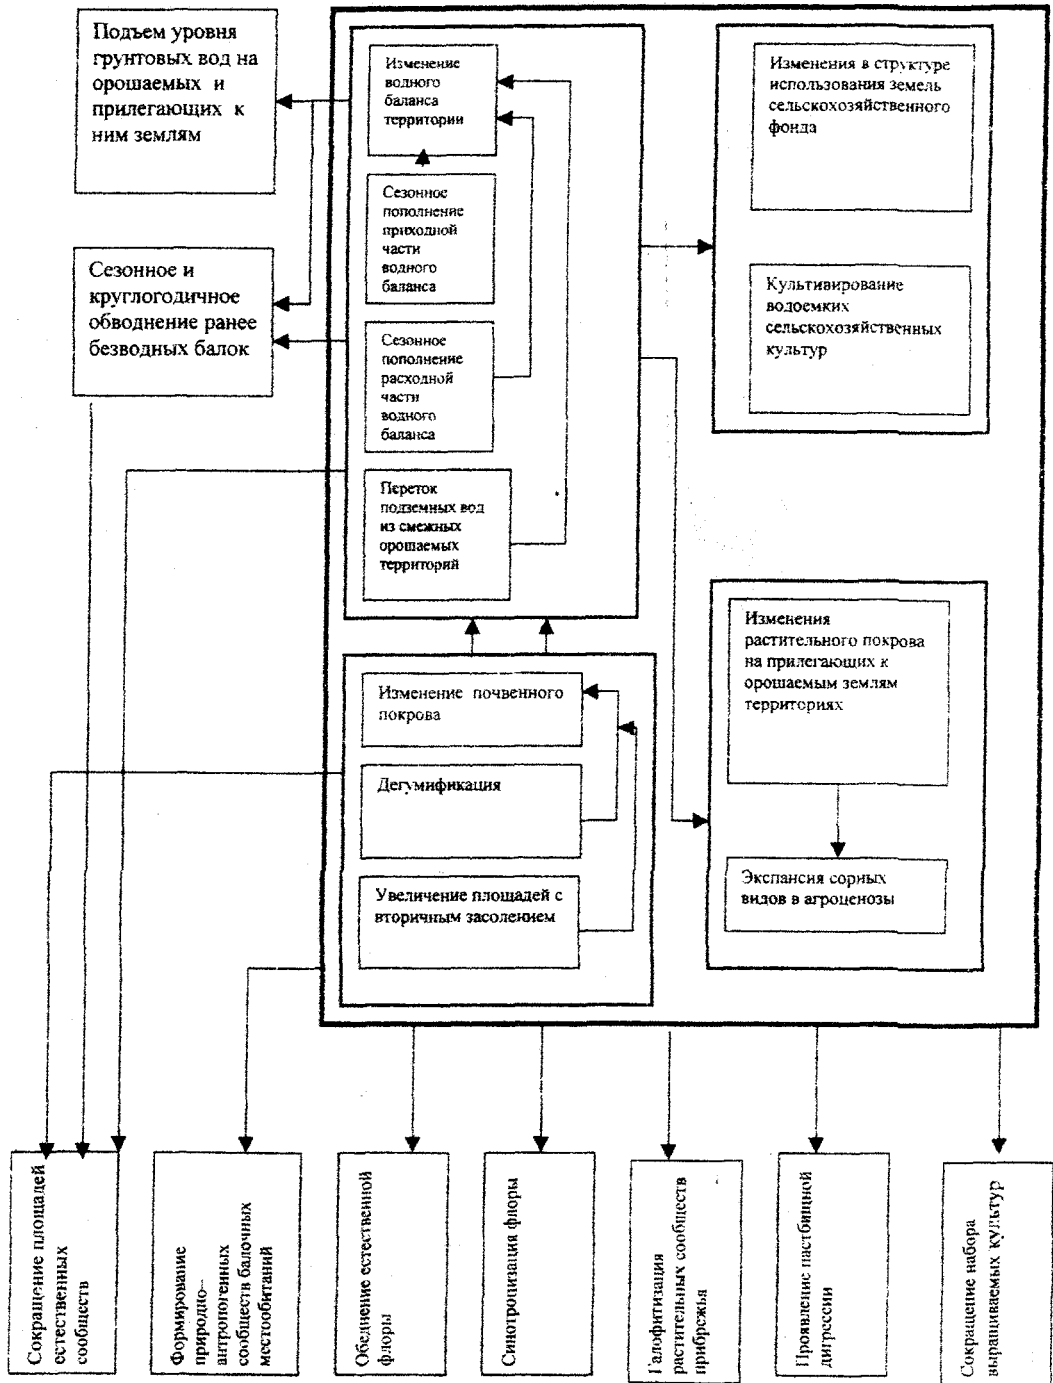 Подъем уровня
грунтовых вод на
орошаемых и
прилегающих к
ним землям
Сезонное и
круглогодичное
обводнение ранее
безводных балок
Изменение
водного
баланса
территории
Сезонное
пополнение
приходной
части
водного
баланса
Сезонное
пополнение
расходной
части
водного
баланса
Переток
подземных вод
из смежных
орошаемых
территорий
Изменение почвенного
покрова
Дегумификация
Увеличение площадей с
вторичным засолением
Изменения в структуре
использования земель
сельскохозяйственного
фонда
Культивирование
водоемких
сельскохозяйственных
культур
Изменения
растительного покрова
на прилегающих к
орошаемым землям
территориях
Экспансия сорных
видов в агроценозы
Сокращение площадей
естественных
сообществ
Формирование
природно–
антропогенных
сообществ балочных
местообитаний
Обеднение естественной
флоры
Синотропизация флоры
Галофитизация
растительных сообществ
прибрежья
Проявление пастбищной
дигрессии
Сокращение набора
выращиваемых культур